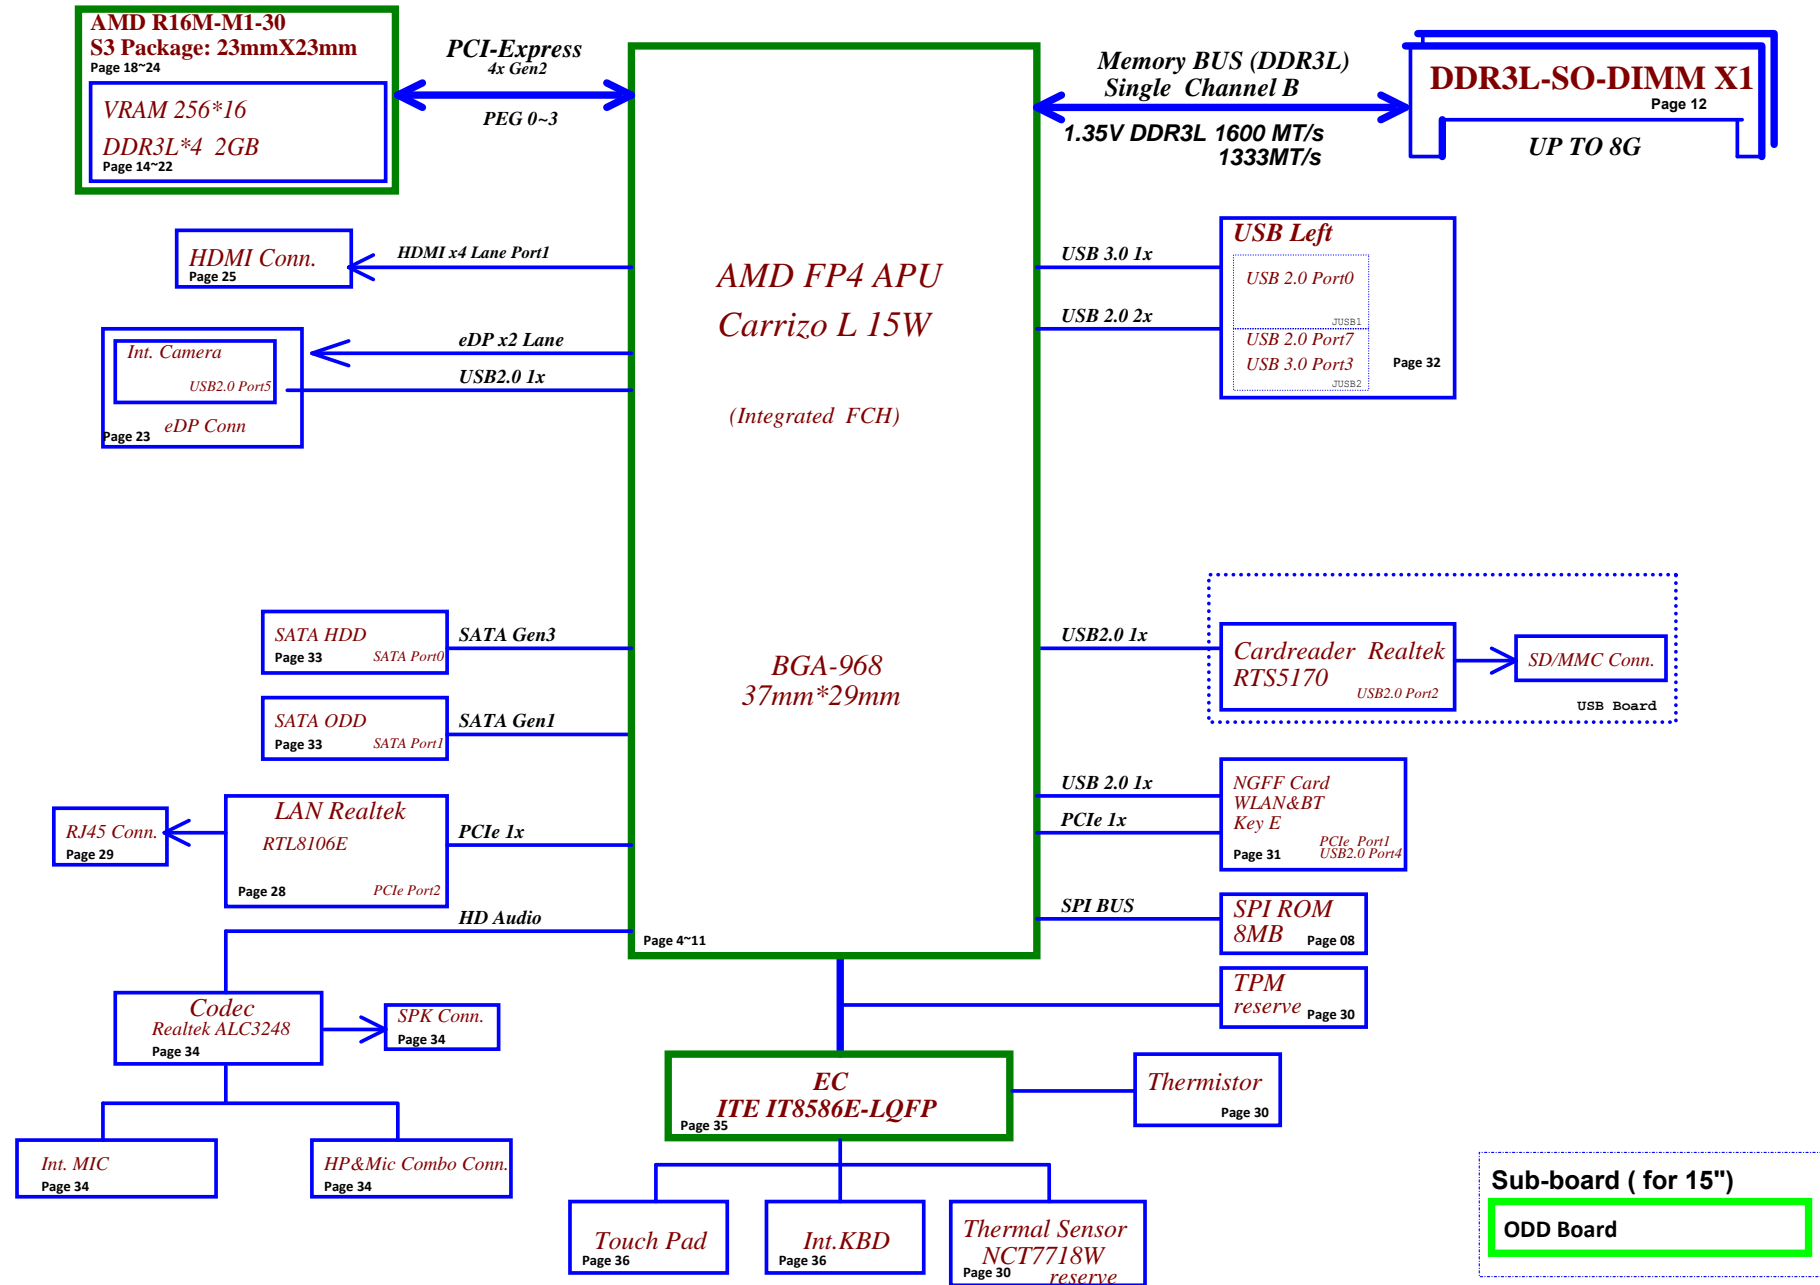 AMD R16M-M1-30
S3 Package: 23mmX23mm
Page 18~24
VRAM 256*16
DDR3L*4 2GB
Page 14~22
PCI-Express
4x Gen2
PEG 0~3
Memory BUS (DDR3L)
Single Channel B
1.35V DDR3L 1600 MT/s
1333MT/s
DDR3L-SO-DIMM X1
Page 12
UP TO 8G
HDMI Conn.
Page 25
HDMI x4 Lane Port1
Int. Camera
USB2.0 Port5
eDP Conn
Page 23
eDP x2 Lane
USB2.0 1x
AMD FP4 APU
Carrizo L 15W
(Integrated FCH)
BGA-968
37mm*29mm
Page 4~11
USB 3.0 1x
USB 2.0 2x
USB Left
USB 2.0 Port0
JUSB1
USB 2.0 Port7
USB 3.0 Port3
JUSB2
Page 32
SATA HDD
Page 33
SATA Port0
SATA Gen3
SATA ODD
Page 33
SATA Port1
SATA Gen1
USB2.0 1x
Cardreader Realtek
RTS5170
USB2.0 Port2
SD/MMC Conn.
USB Board
RJ45 Conn.
Page 29
LAN Realtek
RTL8106E
Page 28
PCIe Port2
PCIe 1x
USB 2.0 1x
PCIe 1x
NGFF Card
WLAN&BT
Key E
PCIe Port1
Page 31
USB2.0 Port4
HD Audio
SPI BUS
SPI ROM
8MB
Page 08
TPM
reserve
Page 30
Codec
Realtek ALC3248
Page 34
SPK Conn.
Page 34
Int. MIC
Page 34
HP&Mic Combo Conn.
Page 34
EC
ITE IT8586E-LQFP
Page 35
Thermistor
Page 30
Touch Pad
Page 36
Int.KBD
Page 36
Thermal Sensor
NCT7718W
Page 30
reserve
Sub-board ( for 15")
ODD Board